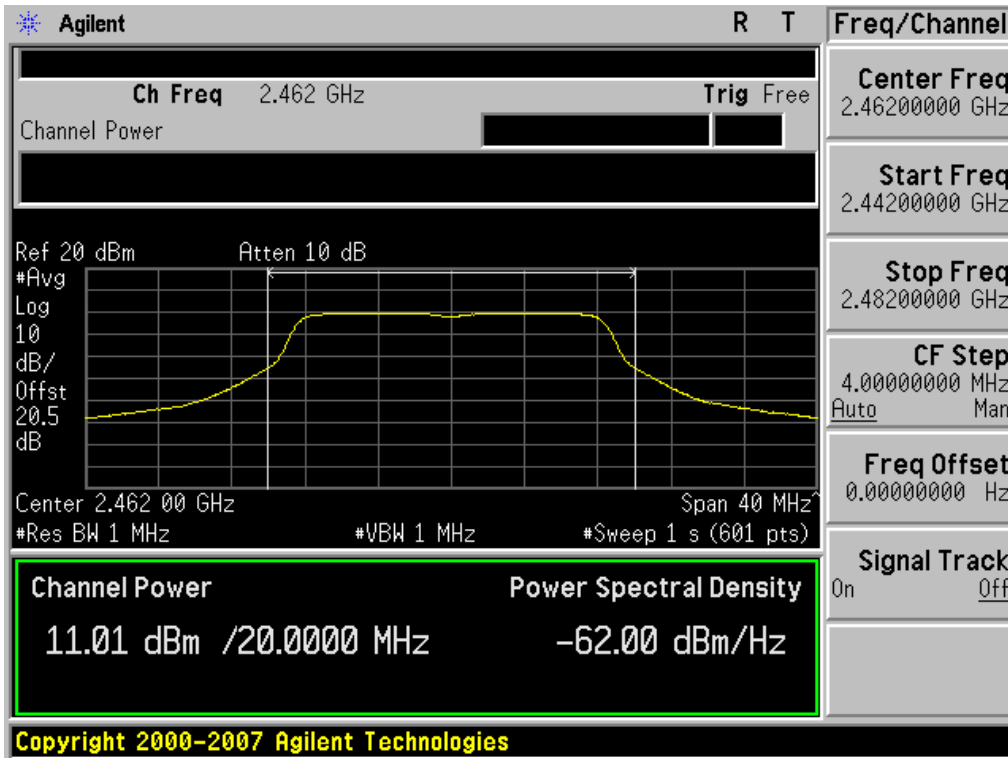 Agilent R T Freq/Channel
Ch Freq 2.462 GHz Trig Free
Channel Power
Center Freq
2.46200000 GHz
Start Freq
2.44200000 GHz
Stop Freq
2.48200000 GHz
CF Step
4.00000000 MHz
Auto Man
Freq Offset
0.00000000 Hz
Signal Track
On Off
Ref 20 dBm Atten 10 dB
#Avg
Log
10
dB/
Offst
20.5
dB
Center 2.462 00 GHz Span 40 MHz^
#Res BW 1 MHz #VBW 1 MHz #Sweep 1 s (601 pts)
Channel Power Power Spectral Density
11.01 dBm /20.0000 MHz -62.00 dBm/Hz
Copyright 2000-2007 Agilent Technologies